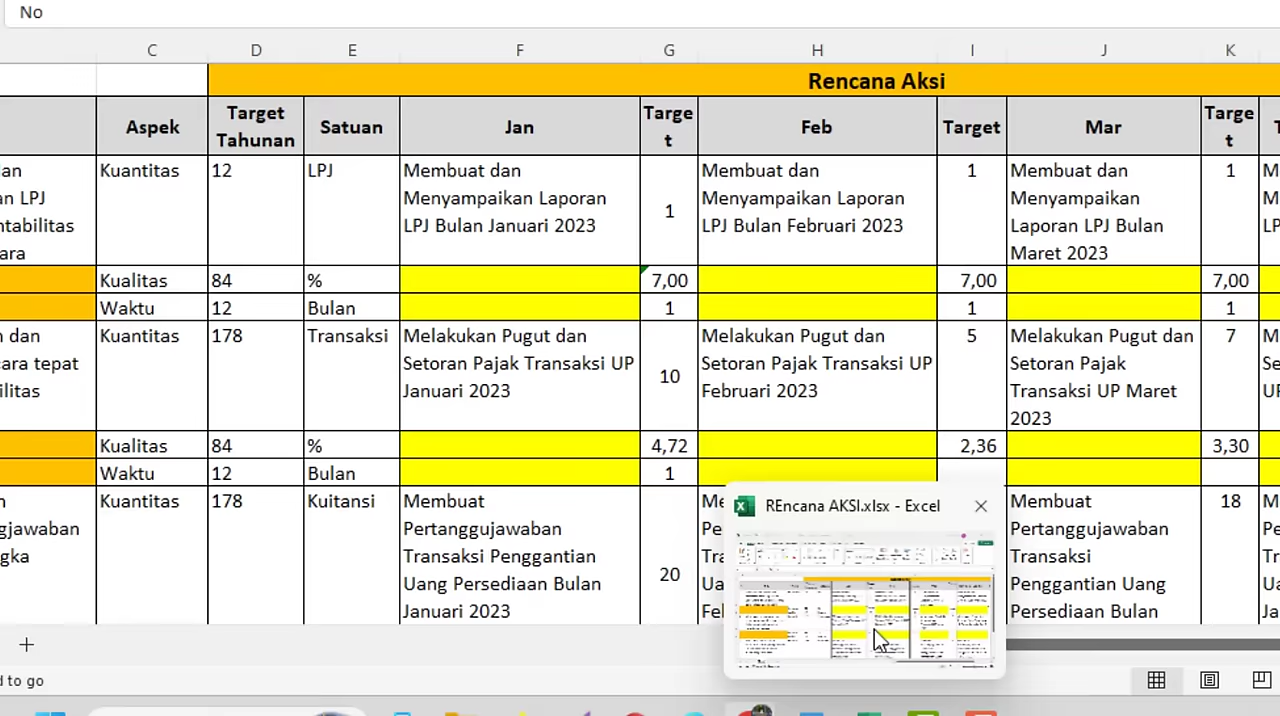 No
C D E F G H I J K
Rencana Aksi
Aspek Target Tahunan Satuan Jan Targe t Feb Target Mar Targe t
Kuantitas 12 LPJ Membuat dan Membuat dan 1 Membuat dan 1
LPJ Menyampaikan Laporan Menyampaikan Laporan Menyampaikan
ntabilitas LPJ Bulan Januari 2023 1 LPJ Bulan Februari 2023 Laporan LPJ Bulan
ara Maret 2023
Kualitas 84 % 7,00 7,00 7,00
Waktu 12 Bulan 1 1 1
n dan Kuantitas 178 Transaksi Melakukan Pugut dan Melakukan Pugut dan 5 Melakukan Pugut dan 7
cara tepat Setoran Pajak Transaksi UP 10 Setoran Pajak Transaksi UP Setoran Pajak
ilitas Januari 2023 Februari 2023 Transaksi UP Maret
2023
Kualitas 84 % 4,72 2,36 3,30
Waktu 12 Bulan 1
Kuantitas 178 Kuitansi Membuat Membuat 18
gjawaban Pertanggujawaban Pertanggujawaban
gka Transaksi Penggantian Transaksi
Uang Persediaan Bulan 20 Penggantian Uang
Januari 2023 Persediaan Bulan
REncana AKSI.xlsx - Excel
d to go